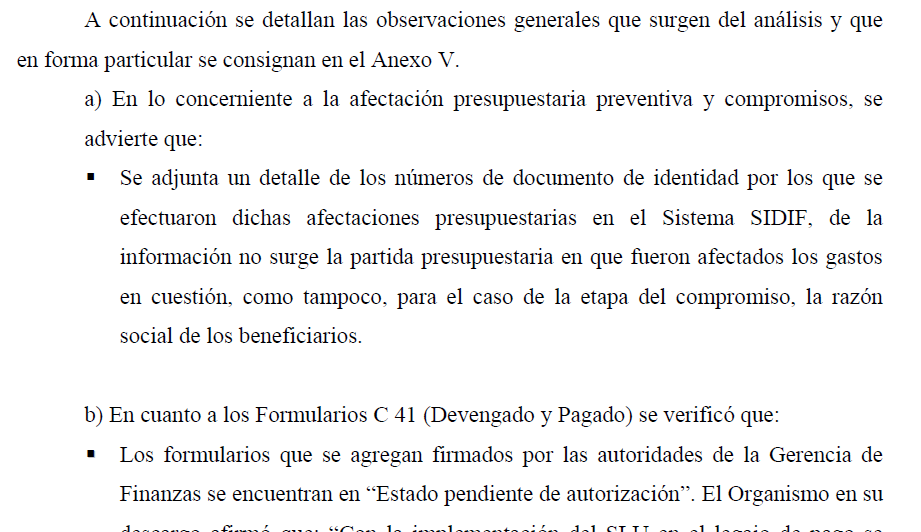 A continuación se detallan las observaciones generales que surgen del análisis y que
en forma particular se consignan en el Anexo V.
a) En lo concerniente a la afectación presupuestaria preventiva y compromisos, se
advierte que:
▪ Se adjunta un detalle de los números de documento de identidad por los que se
efectuaron dichas afectaciones presupuestarias en el Sistema SIDIF, de la
información no surge la partida presupuestaria en que fueron afectados los gastos
en cuestión, como tampoco, para el caso de la etapa del compromiso, la razón
social de los beneficiarios.
b) En cuanto a los Formularios C 41 (Devengado y Pagado) se verificó que:
▪ Los formularios que se agregan firmados por las autoridades de la Gerencia de
Finanzas se encuentran en “Estado pendiente de autorización”. El Organismo en su
descargo afirmó que: “Con la implementación del SLU en el legajo de pago se